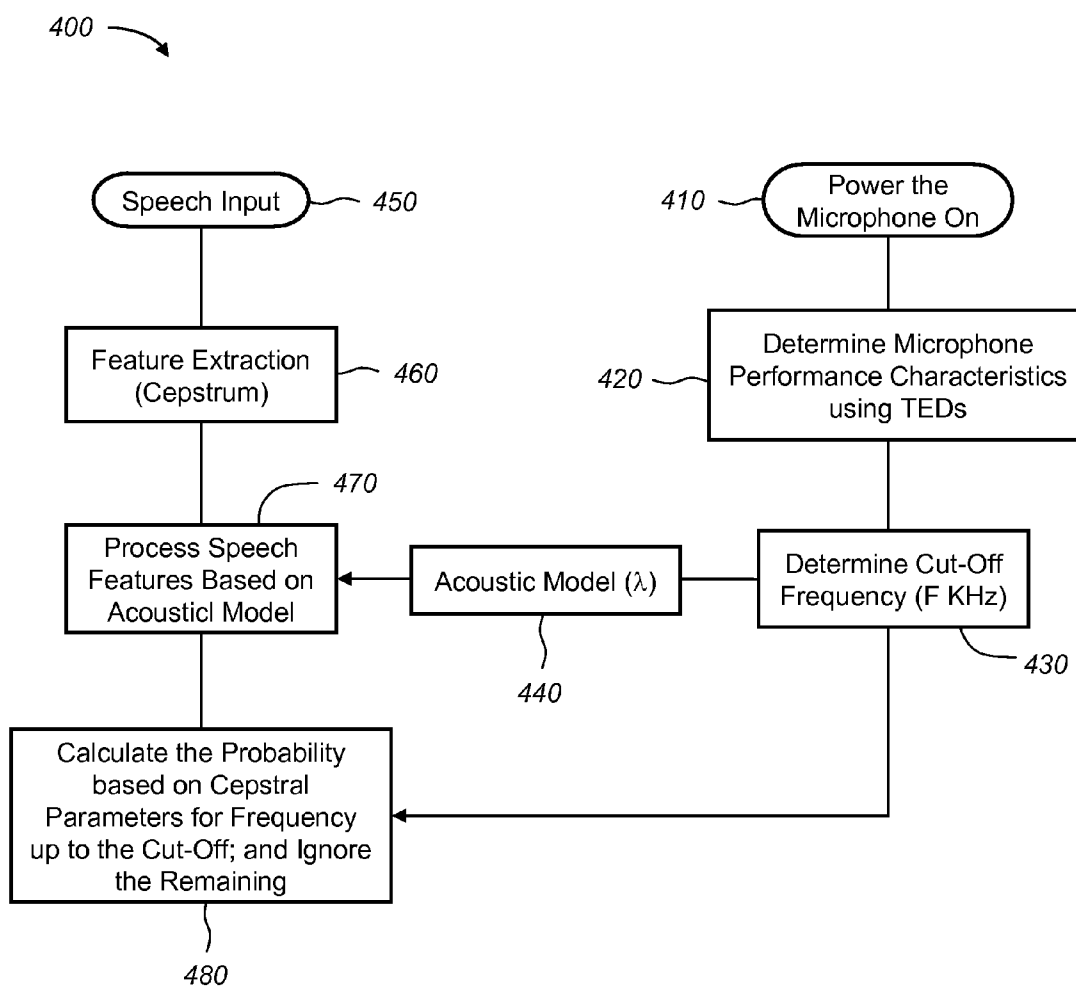 400
Speech Input
450
410
Power the
Microphone On
Feature Extraction
(Cepstrum)
460
420
Determine Microphone
Performance Characteristics
using TEDs
470
Process Speech
Features Based on
Acousticl Model
Acoustic Model (λ)
440
Determine Cut-Off
Frequency (F KHz)
430
Calculate the Probability
based on Cepstral
Parameters for Frequency
up to the Cut-Off; and Ignore
the Remaining
480